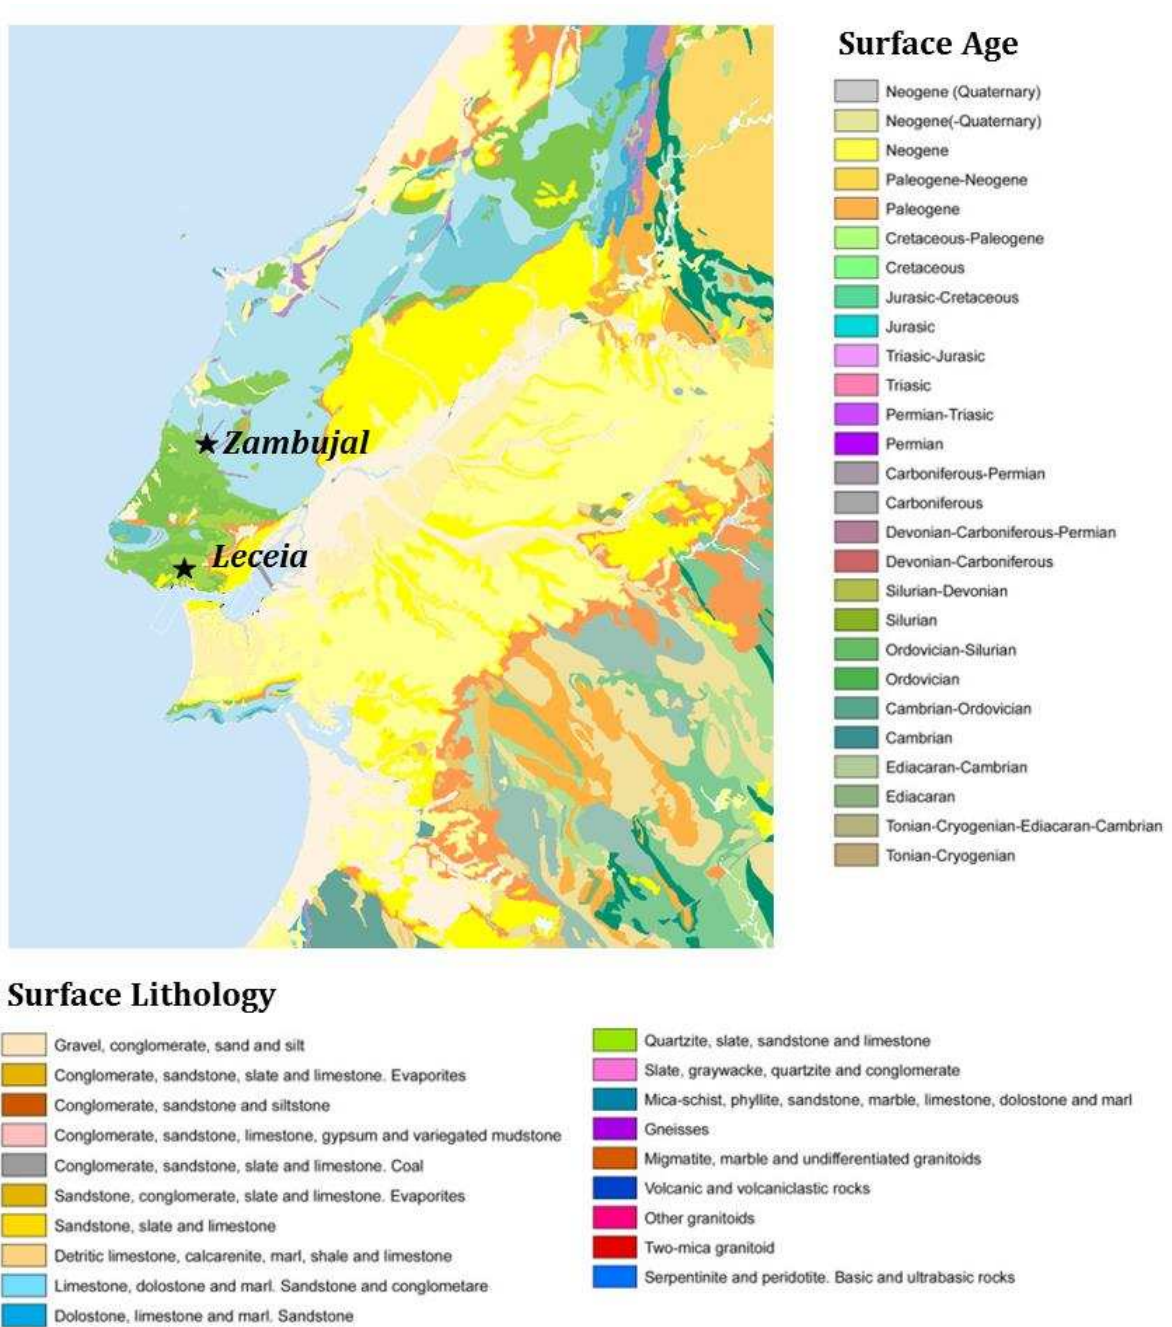 Surface Age
Neogene (Quaternary)
Neogene(-Quaternary)
Neogene
Paleogene-Neogene
Paleogene
Cretaceous-Paleogene
Cretaceous
Jurasic-Cretaceous
Jurasic
Triasic-Jurasic
Triasic
Permian-Triasic
Permian
Carboniferous-Permian
Carboniferous
Devonian-Carboniferous-Permian
Devonian-Carboniferous
Silurian-Devonian
Silurian
Ordovician-Silurian
Ordovician
Cambrian-Ordovician
Cambrian
Ediacaran-Cambrian
Ediacaran
Tonian-Cryogenian-Ediacaran-Cambrian
Tonian-Cryogenian
Zambujal
Leceia
Surface Lithology
Gravel, conglomerate, sand and silt
Conglomerate, sandstone, slate and limestone. Evaporites
Conglomerate, sandstone and siltstone
Conglomerate, sandstone, limestone, gypsum and variegated mudstone
Conglomerate, sandstone, slate and limestone. Coal
Sandstone, conglomerate, slate and limestone. Evaporites
Sandstone, slate and limestone
Detritic limestone, calcarenite, marl, shale and limestone
Limestone, dolostone and marl. Sandstone and conglometare
Dolostone, limestone and marl. Sandstone
Quartzite, slate, sandstone and limestone
Slate, graywacke, quartzite and conglomerate
Mica-schist, phyllite, sandstone, marble, limestone, dolostone and marl
Gneisses
Migmatite, marble and undifferentiated granitoids
Volcanic and volcaniclastic rocks
Other granitoids
Two-mica granitoid
Serpentinite and peridotite. Basic and ultrabasic rocks